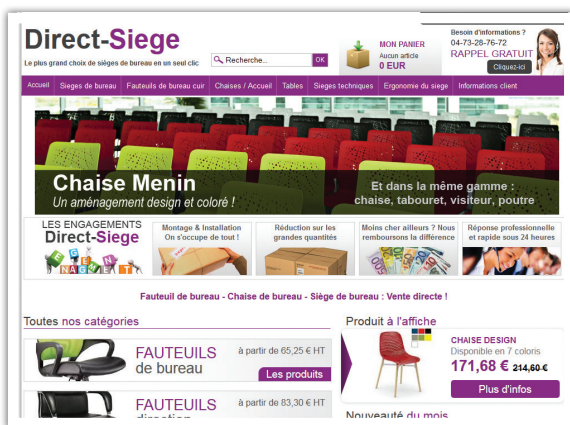 Direct-Siege
Le plus grand choix de sièges de bureau en un seul clic
Recherche...
OK
MON PANIER
Aucun article
0 EUR
Besoin d'informations ?
04-73-28-76-72
RAPPEL GRATUIT
Cliquez-ici
Accueil
Sieges de bureau
Fauteuils de bureau cuir
Chaises / Accueil
Tables
Sieges techniques
Ergonomie du siege
Informations client
Chaise Menin
Un aménagement design et coloré !
Et dans la même gamme :
chaise, tabouret, visiteur, poutre
LES ENGAGEMENTS
Direct-Siege
Montage & Installation
On s'occupe de tout !
Réduction sur les
grandes quantités
Moins cher ailleurs ? Nous
remboursons la différence
Réponse professionnelle
et rapide sous 24 heures
Fauteuil de bureau - Chaise de bureau - Siège de bureau : Vente directe !
Toutes nos catégories
FAUTEUILS
de bureau
à partir de 65,25 € HT
Les produits
FAUTEUILS
direction
à partir de 83,30 € HT
Produit à l'affiche
CHAISE DESIGN
Disponible en 7 coloris
171,68 € 214,60 €
Plus d'infos
Nouveauté du mois